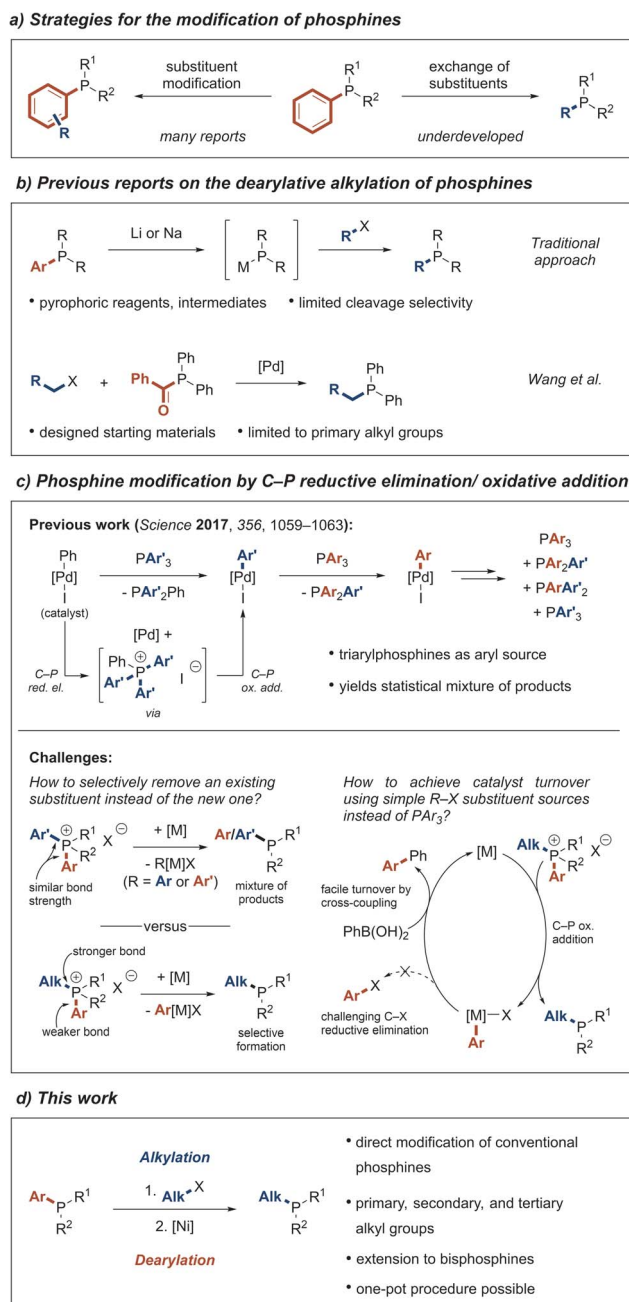 a) Strategies for the modification of phosphines
R¹
P
R²
R
substituent
modification
many reports
R¹
P
R²
exchange of
substituents
underdeveloped
R¹
R P R²
b) Previous reports on the dearylative alkylation of phosphines
R
Ar P R
Li or Na
R
M P R
R X
R
R P R
Traditional
approach
• pyrophoric reagents, intermediates • limited cleavage selectivity
R X + Ph P Ph
Ph
O
[Pd]
Ph
R P Ph
Wang et al.
• designed starting materials • limited to primary alkyl groups
c) Phosphine modification by C–P reductive elimination/ oxidative addition
Previous work (Science 2017, 356, 1059–1063):
Ph
[Pd]
I
(catalyst)
PAr'₃
- PAr'₂Ph
Ar'
[Pd]
I
PAr₃
- PAr₂Ar'
Ar
[Pd]
I
PAr₃
+ PAr₂Ar'
+ PArAr'₂
+ PAr'₃
C–P
red. el.
[Pd] +
Ph P ⊕ Ar'
Ar' Ar' I ⊖
via
C–P
ox. add.
• triarylphosphines as aryl source
• yields statistical mixture of products
Challenges:
How to selectively remove an existing
substituent instead of the new one?
Ar' P ⊕ R¹ X ⊖
R²
Ar
similar bond
strength
+ [M]
- R[M]X
(R = Ar or Ar')
Ar/Ar' P R¹
R²
mixture of
products
versus
stronger bond
Alk P ⊕ R¹ X ⊖
R²
Ar
weaker bond
+ [M]
- Ar[M]X
Alk P R¹
R²
selective
formation
How to achieve catalyst turnover
using simple R–X substituent sources
instead of PAr₃?
Ar Ph
[M]
Alk P ⊕ R¹ X ⊖
R²
Ar
facile turnover by
cross-coupling
PhB(OH)₂
C–P ox.
addition
Ar X
X
challenging C–X
reductive elimination
[M]–X
Ar
Alk P R¹
R²
d) This work
Ar P R¹
R²
Alkylation
1. Alk X
2. [Ni]
Dearylation
Alk P R¹
R²
• direct modification of conventional
phosphines
• primary, secondary, and tertiary
alkyl groups
• extension to bisphosphines
• one-pot procedure possible